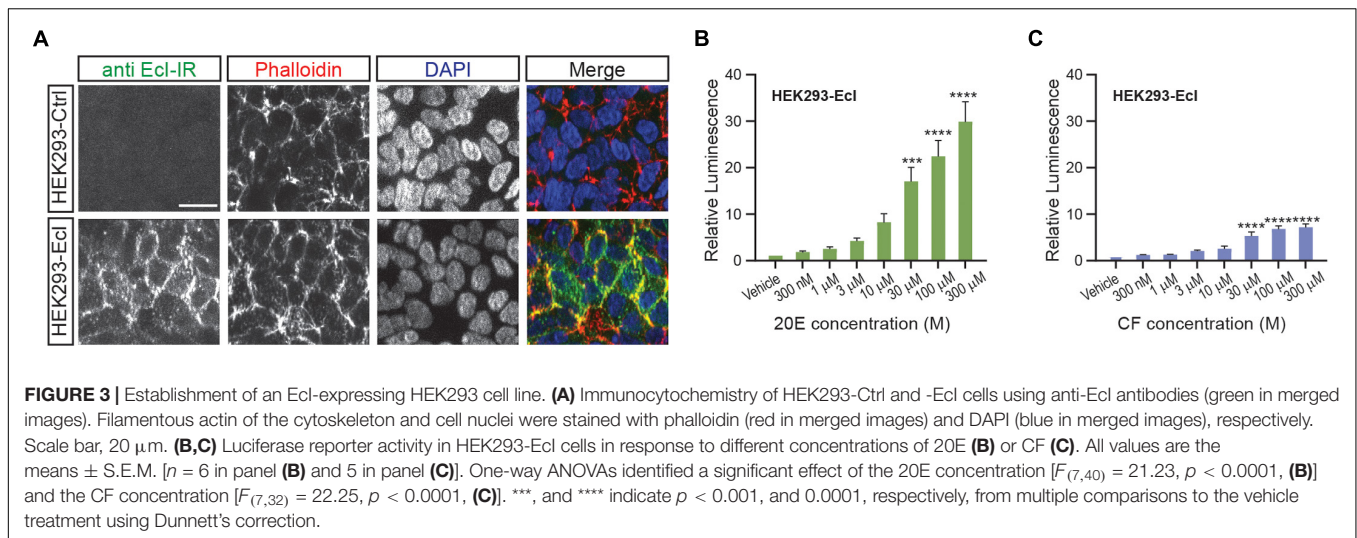 A
anti EcI-IR
Phalloidin
DAPI
Merge
HEK293-Ctrl
HEK293-EcI
B
Relative Luminescence
40
30
20
10
0
HEK293-EcI
***
****
****
Vehicle
300 nM
1 µM
3 µM
10 µM
30 µM
100 µM
300 µM
20E concentration (M)
C
Relative Luminescence
40
30
20
10
0
HEK293-EcI
****
****
****
Vehicle
300 nM
1 µM
3 µM
10 µM
30 µM
100 µM
300 µM
CF concentration (M)
FIGURE 3 | Establishment of an EcI-expressing HEK293 cell line. (A) Immunocytochemistry of HEK293-Ctrl and -EcI cells using anti-EcI antibodies (green in merged
images). Filamentous actin of the cytoskeleton and cell nuclei were stained with phalloidin (red in merged images) and DAPI (blue in merged images), respectively.
Scale bar, 20 µm. (B,C) Luciferase reporter activity in HEK293-EcI cells in response to different concentrations of 20E (B) or CF (C). All values are the
means ± S.E.M. [n = 6 in panel (B) and 5 in panel (C)]. One-way ANOVAs identified a significant effect of the 20E concentration [F(7,40) = 21.23, p < 0.0001, (B)]
and the CF concentration [F(7,32) = 22.25, p < 0.0001, (C)]. ***, and **** indicate p < 0.001, and 0.0001, respectively, from multiple comparisons to the vehicle
treatment using Dunnett's correction.